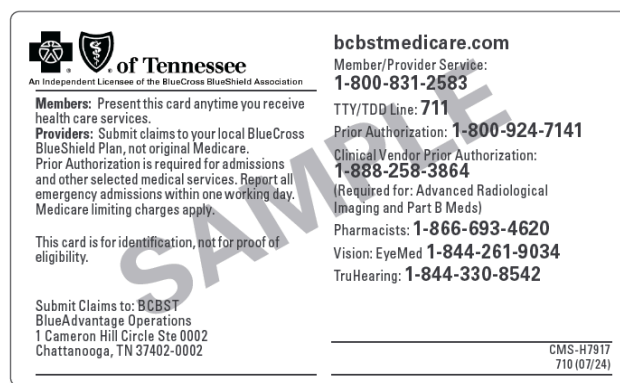 of Tennessee
An Independent Licensee of the BlueCross BlueShield Association
Members: Present this card anytime you receive
health care services.
Providers: Submit claims to your local BlueCross
BlueShield Plan, not original Medicare.
Prior Authorization is required for admissions
and other selected medical services. Report all
emergency admissions within one working day.
Medicare limiting charges apply.
This card is for identification, not for proof of
eligibility.
Submit Claims to: BCBST
BlueAdvantage Operations
1 Cameron Hill Circle Ste 0002
Chattanooga, TN 37402-0002
bcbstmedicare.com
Member/Provider Service:
1-800-831-2583
TTY/TDD Line: 711
Prior Authorization: 1-800-924-7141
Clinical Vendor Prior Authorization:
1-888-258-3864
(Required for: Advanced Radiological
Imaging and Part B Meds)
Pharmacists: 1-866-693-4620
Vision: EyeMed 1-844-261-9034
TruHearing: 1-844-330-8542
CMS-H7917
710 (07/24)
SAMPLE